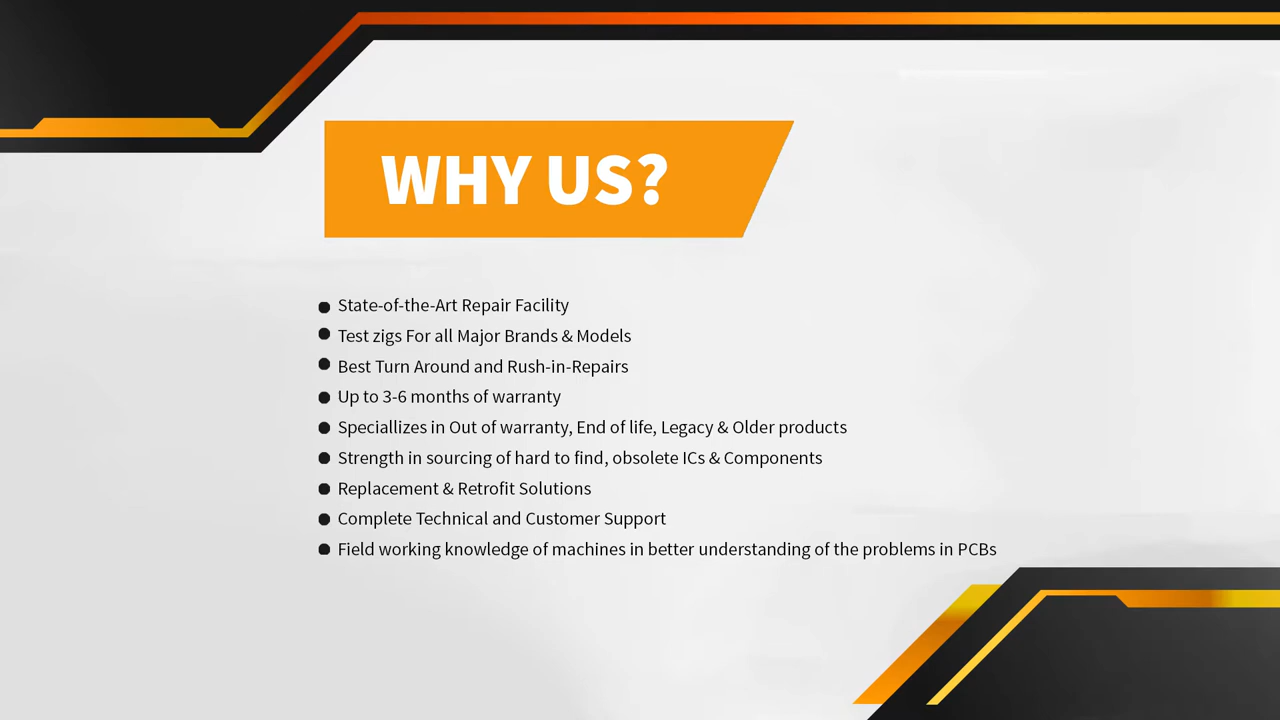 WHY US?
State-of-the-Art Repair Facility
Test zigs For all Major Brands & Models
Best Turn Around and Rush-in-Repairs
Up to 3-6 months of warranty
Speciallizes in Out of warranty, End of life, Legacy & Older products
Strength in sourcing of hard to find, obsolete ICs & Components
Replacement & Retrofit Solutions
Complete Technical and Customer Support
Field working knowledge of machines in better understanding of the problems in PCBs